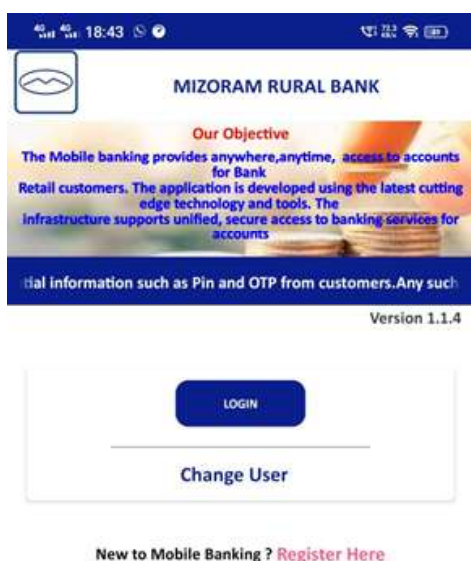 18:43
MIZORAM RURAL BANK
Our Objective
The Mobile banking provides anywhere,anytime, access to accounts
for Bank
Retail customers. The application is developed using the latest cutting
edge technology and tools. The
infrastructure supports unified, secure access to banking services for
accounts
tial information such as Pin and OTP from customers.Any such
Version 1.1.4
LOGIN
Change User
New to Mobile Banking ? Register Here